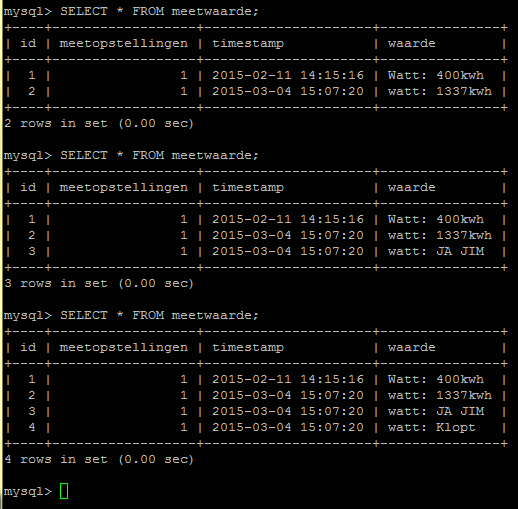 mysql> SELECT * FROM meetwaarde;
+----+-----------------+---------------------+---------------+
| id | meetopstellingen | timestamp           | waarde        |
+----+-----------------+---------------------+---------------+
|  1 |                1 | 2015-02-11 14:15:16 | Watt: 400kwh  |
|  2 |                1 | 2015-03-04 15:07:20 | watt: 1337kwh |
+----+-----------------+---------------------+---------------+
2 rows in set (0.00 sec)

mysql> SELECT * FROM meetwaarde;
+----+-----------------+---------------------+---------------+
| id | meetopstellingen | timestamp           | waarde        |
+----+-----------------+---------------------+---------------+
|  1 |                1 | 2015-02-11 14:15:16 | Watt: 400kwh  |
|  2 |                1 | 2015-03-04 15:07:20 | watt: 1337kwh |
|  3 |                1 | 2015-03-04 15:07:20 | watt: JA JIM  |
+----+-----------------+---------------------+---------------+
3 rows in set (0.00 sec)

mysql> SELECT * FROM meetwaarde;
+----+-----------------+---------------------+---------------+
| id | meetopstellingen | timestamp           | waarde        |
+----+-----------------+---------------------+---------------+
|  1 |                1 | 2015-02-11 14:15:16 | Watt: 400kwh  |
|  2 |                1 | 2015-03-04 15:07:20 | watt: 1337kwh |
|  3 |                1 | 2015-03-04 15:07:20 | watt: JA JIM  |
|  4 |                1 | 2015-03-04 15:07:20 | watt: Klopt   |
+----+-----------------+---------------------+---------------+
4 rows in set (0.00 sec)

mysql>